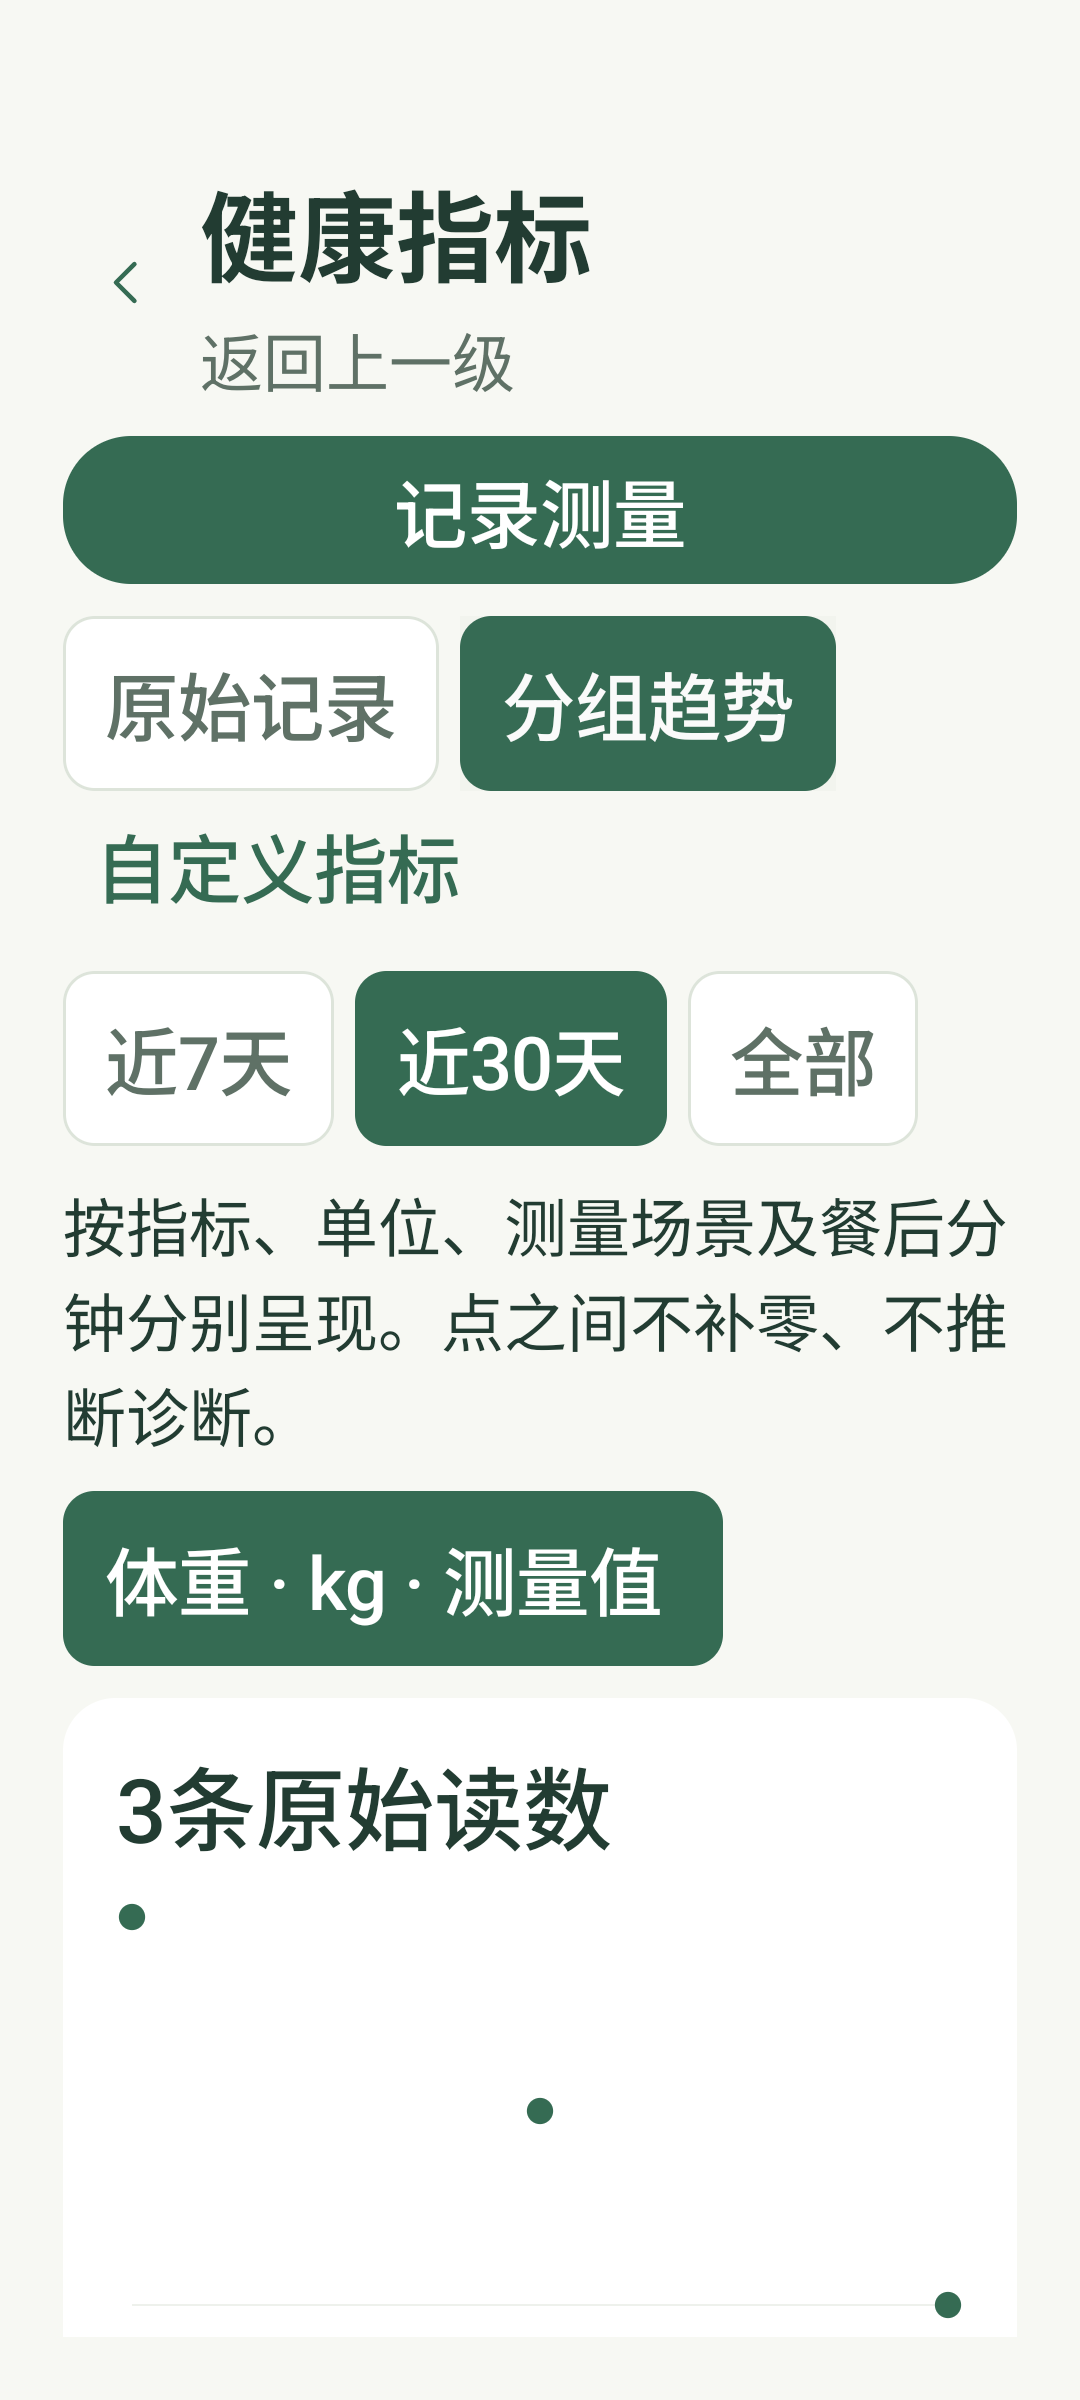 健康指标
返回上一级
记录测量
原始记录
分组趋势
自定义指标
近7天
近30天
全部
按指标、单位、测量场景及餐后分
钟分别呈现。点之间不补零、不推
断诊断。
体重 · kg · 测量值
3条原始读数